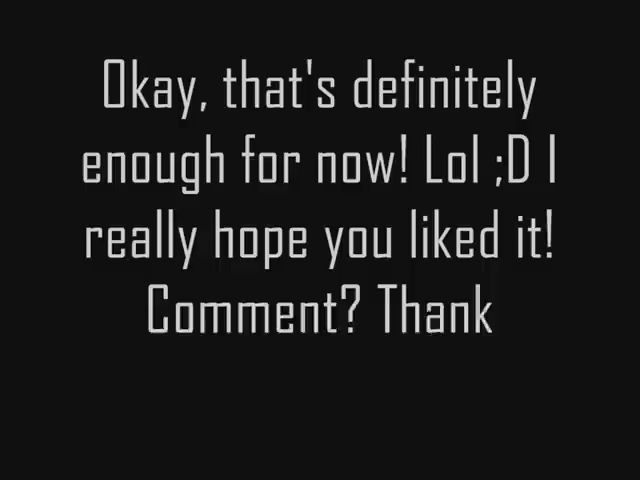 Okay, that's definitely
enough for now! Lol ;D I
really hope you liked it!
Comment? Thank